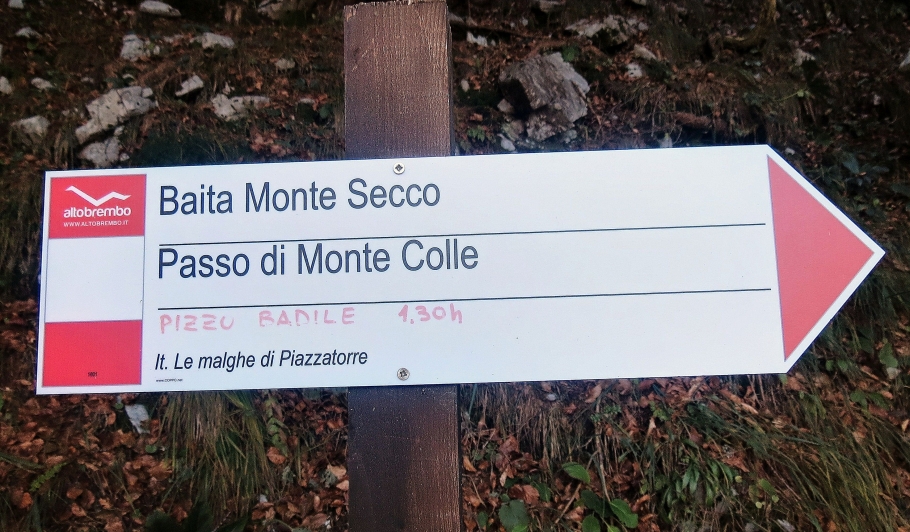 altobrembo
WWW.ALTOBREMBO.IT
Baita Monte Secco
Passo di Monte Colle
PIZZO BADILE 1.30h
It. Le malghe di Piazzatorre